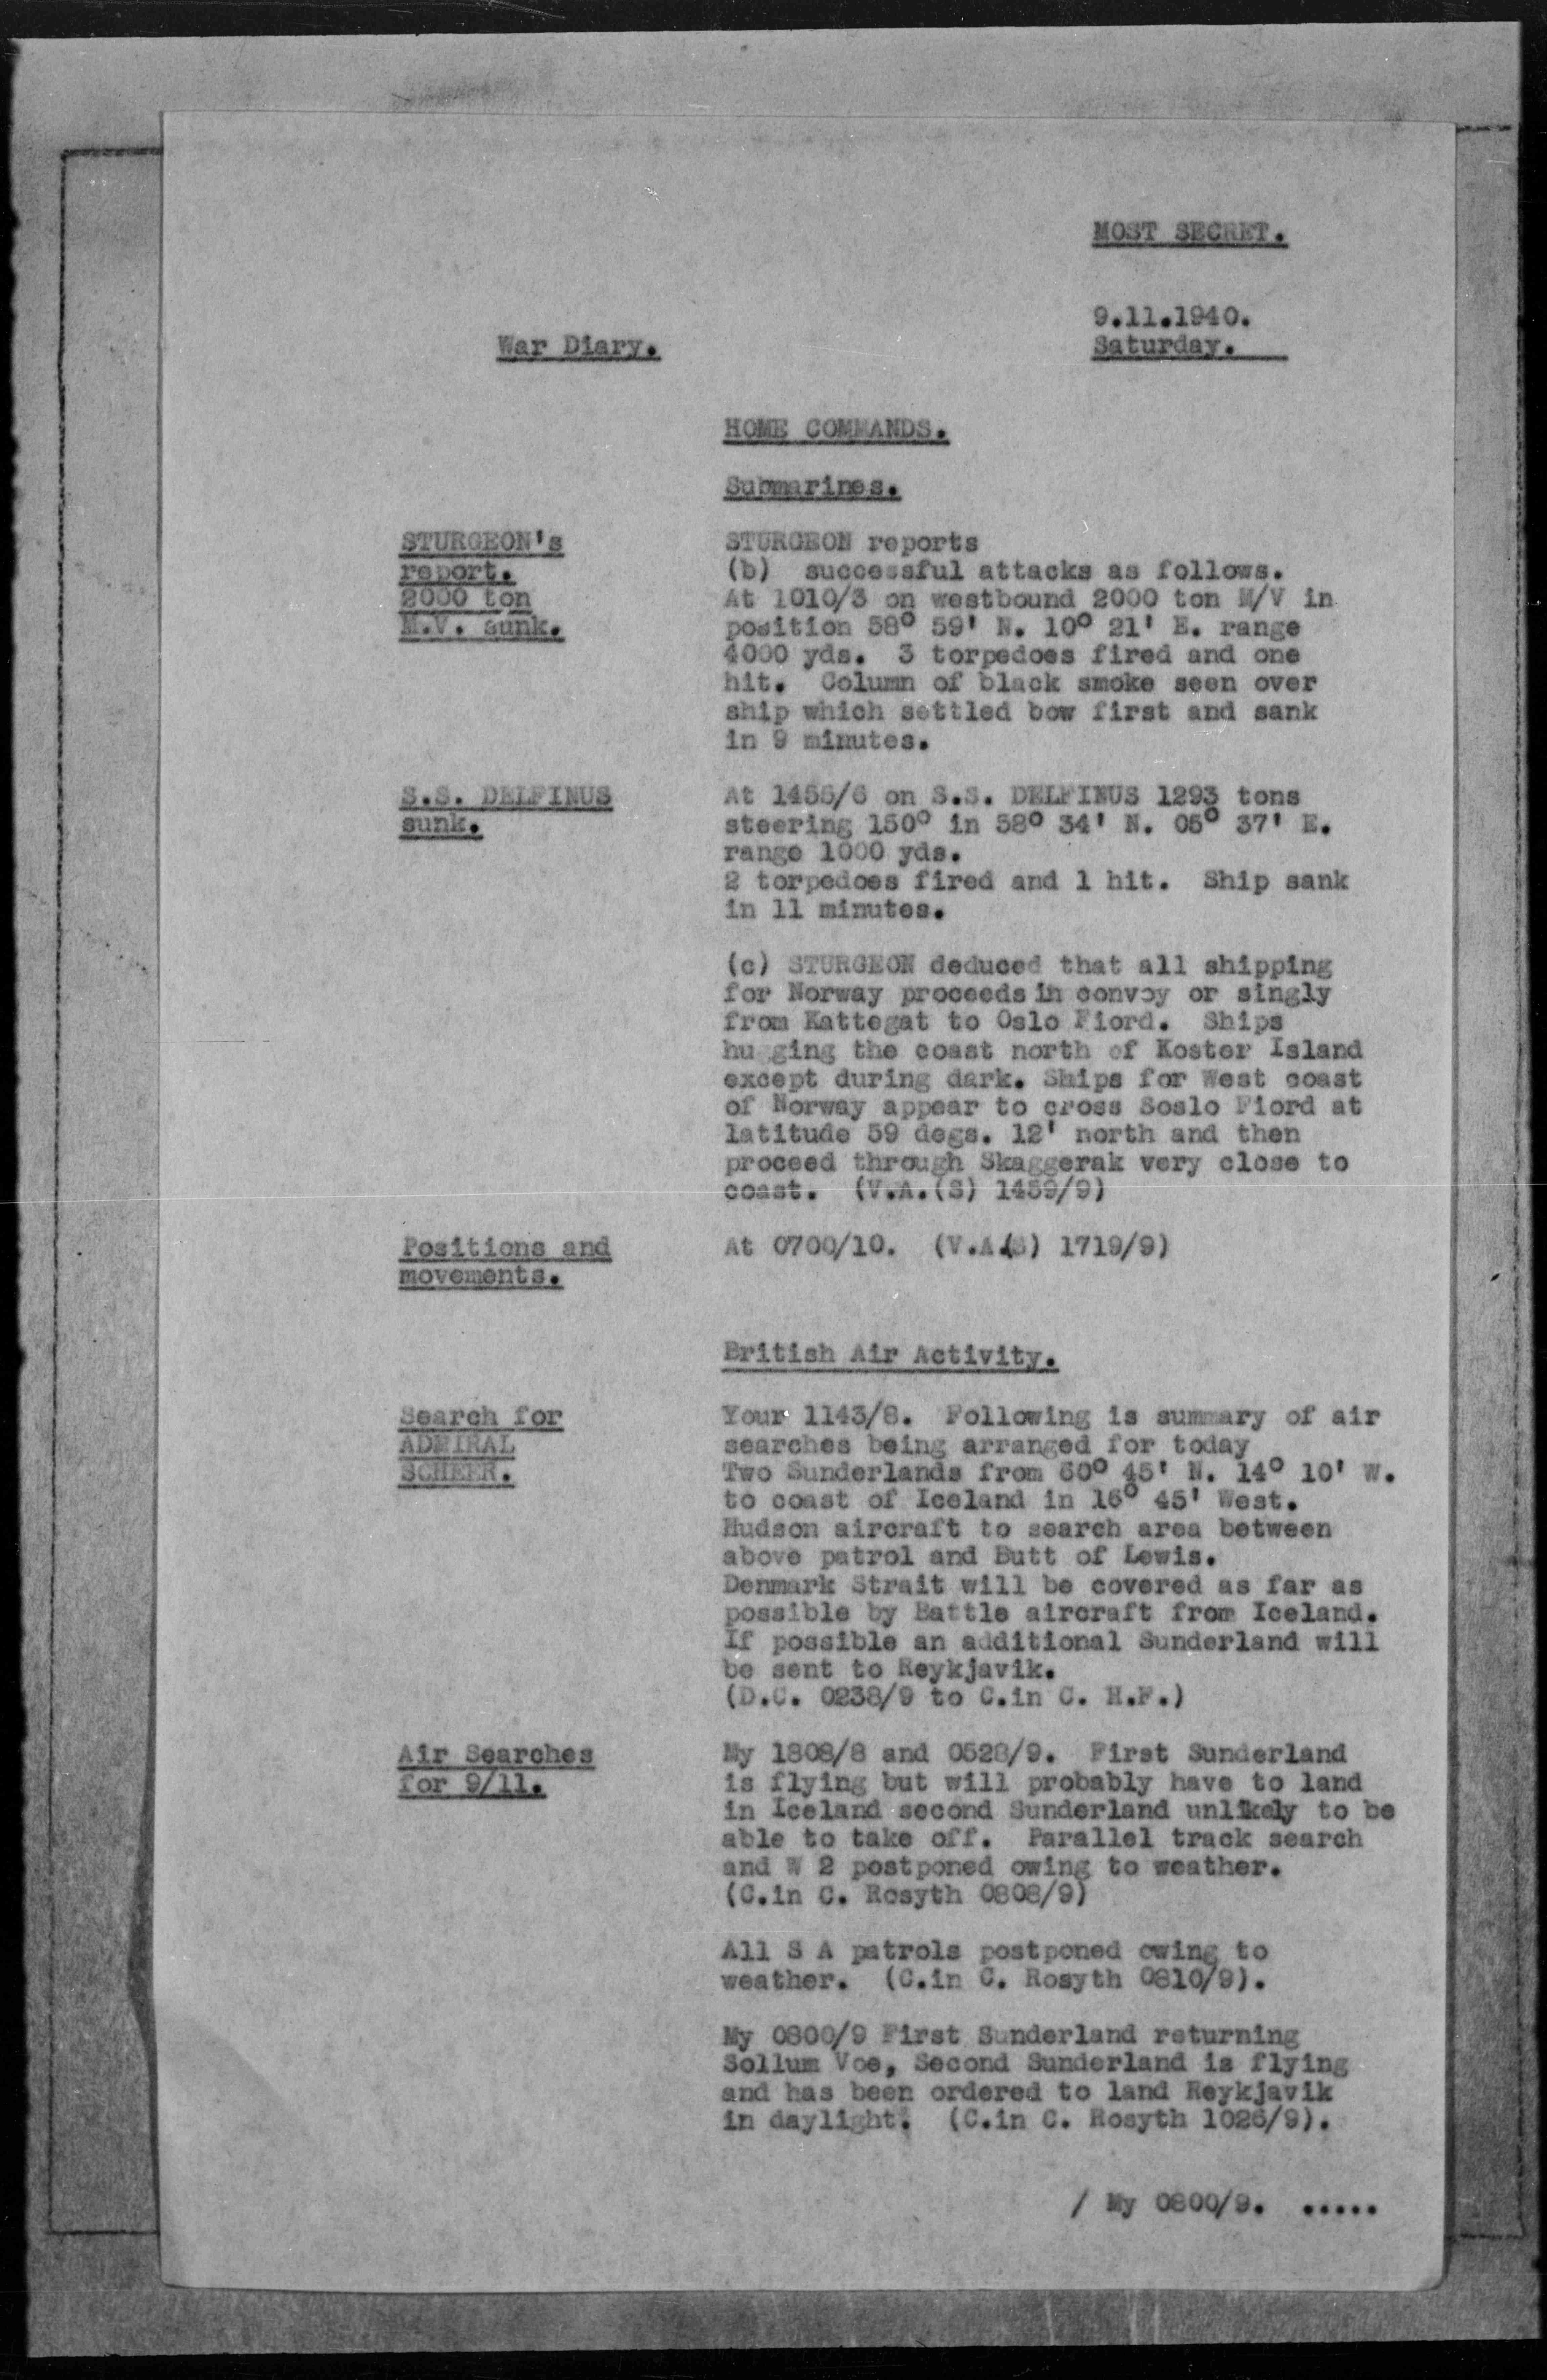 MOST SECRET.
9.11.1940.
War Diary.
Saturday.
HOME COMMANDS.
Submarines.
STURGEON's
report.
2000 ton
M.V. sunk.
STURGEON reports
(b) successful attacks as follows.
At 1010/3 on westbound 2000 ton M/V in
position 58° 59' N. 10° 21' E. range
4000 yds. 3 torpedoes fired and one
hit. Column of black smoke seen over
ship which settled bow first and sank
in 9 minutes.
S.S. DELFINUS
sunk.
At 1455/6 on S.S. DELFINUS 1293 tons
steering 150° in 58° 34' N. 05° 37' E.
range 1000 yds.
2 torpedoes fired and 1 hit. Ship sank
in 11 minutes.
(c) STURGEON deduced that all shipping
for Norway proceeds in convoy or singly
from Kattegat to Oslo Fiord. Ships
hugging the coast north of Koster Island
except during dark. Ships for West coast
of Norway appear to cross Soslo Fiord at
latitude 59 degs. 12' north and then
proceed through Skaggerak very close to
coast. (V.A.(S) 1459/9)
Positions and
movements.
At 0700/10. (V.A.(S) 1719/9)
British Air Activity.
Search for
ADMIRAL
SCHEER.
Your 1143/8. Following is summary of air
searches being arranged for today
Two Sunderlands from 60° 45' N. 14° 10' W.
to coast of Iceland in 16° 45' West.
Hudson aircraft to search area between
above patrol and Butt of Lewis.
Denmark Strait will be covered as far as
possible by Battle aircraft from Iceland.
If possible an additional Sunderland will
be sent to Reykjavik.
(D.C. 0238/9 to C.in C. H.F.)
Air Searches
for 9/11.
My 1808/8 and 0528/9. First Sunderland
is flying but will probably have to land
in Iceland second Sunderland unlikely to be
able to take off. Parallel track search
and W 2 postponed owing to weather.
(C.in C. Rosyth 0808/9)
All S A patrols postponed owing to
weather. (C.in C. Rosyth 0810/9).
My 0800/9 First Sunderland returning
Sollum Voe, Second Sunderland is flying
and has been ordered to land Reykjavik
in daylight. (C.in C. Rosyth 1026/9).
/ My 0800/9. .....